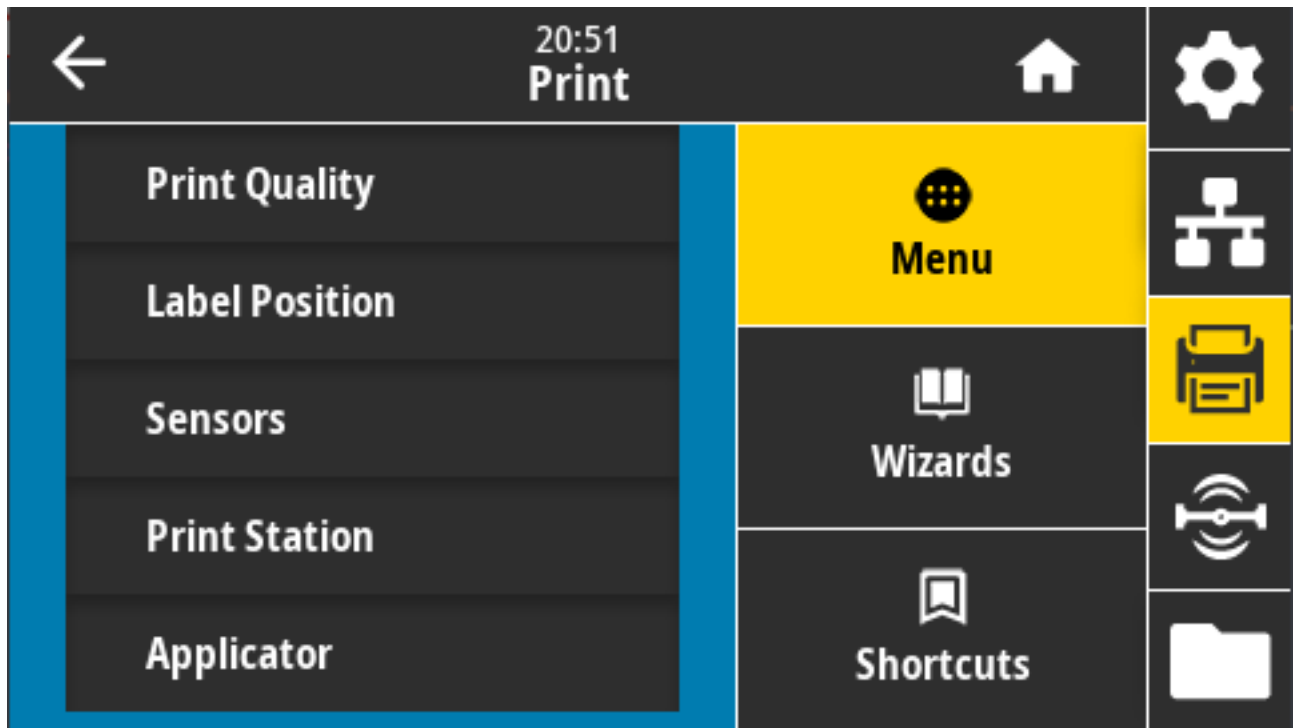 20:51
Print
Print Quality
Label Position
Sensors
Print Station
Applicator
Menu
Wizards
Shortcuts